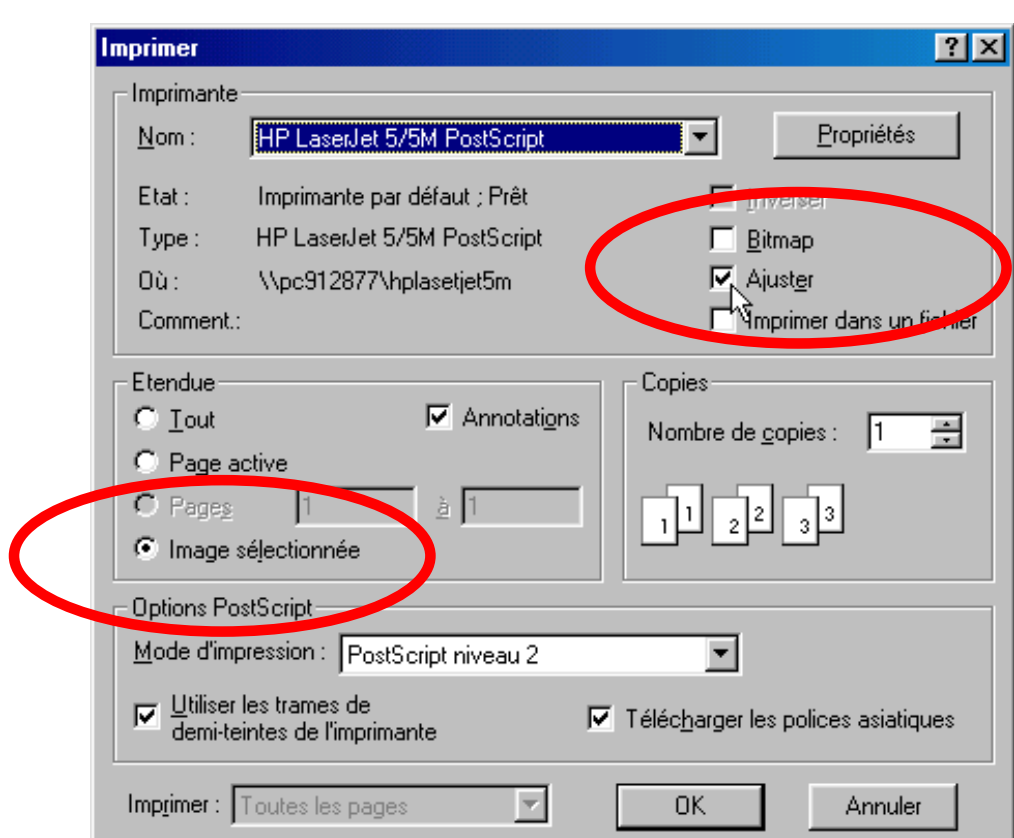 Imprimer
Imprimante
Nom : HP LaserJet 5/5M PostScript Propriétés
Etat : Imprimante par défaut ; Prêt Inverser
Type : HP LaserJet 5/5M PostScript Bitmap
Où : \\pc912877\hplasetjet5m Ajuster
Comment.: Imprimer dans un fichier
Etendue Copies
Tout Annotations Nombre de copies : 1
Page active
Pages 1 à 1
1 1 2 2 3 3
Image sélectionnée
Options PostScript
Mode d'impression : PostScript niveau 2
Utiliser les trames de
demi-teintes de l'imprimante Télécharger les polices asiatiques
Imprimer : Toutes les pages OK Annuler